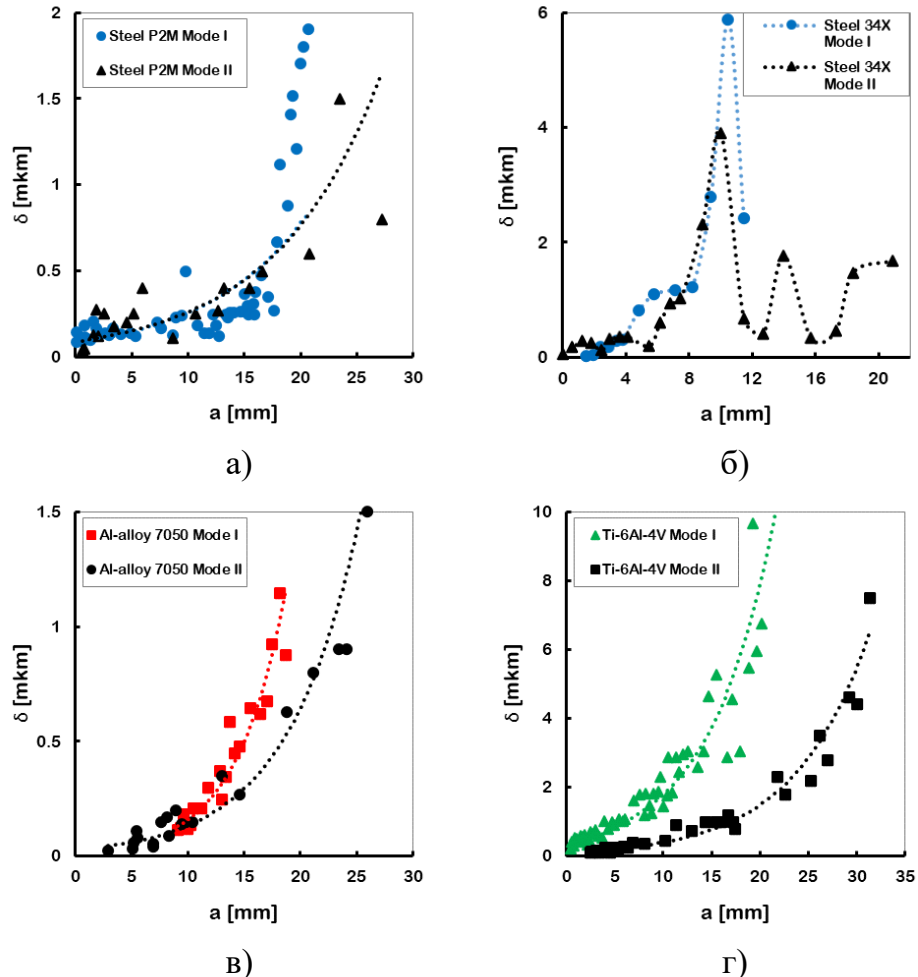 2
Steel P2M Mode I
Steel P2M Mode II
1.5
1
0.5
0
δ [mkm]
0 5 10 15 20 25 30
a [mm]
а)
6
Steel 34X
Mode I
Steel 34X
Mode II
4
2
0
δ [mkm]
0 4 8 12 16 20
a [mm]
б)
1.5
Al-alloy 7050 Mode I
Al-alloy 7050 Mode II
1
0.5
0
δ [mkm]
0 5 10 15 20 25 30
a [mm]
в)
10
Ti-6Al-4V Mode I
Ti-6Al-4V Mode II
8
6
4
2
0
δ [mkm]
0 5 10 15 20 25 30 35
a [mm]
г)